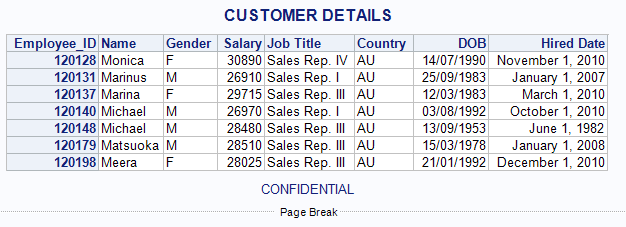 CUSTOMER DETAILS
Employee_ID Name Gender Salary Job Title Country DOB Hired Date
120128 Monica F 30890 Sales Rep. IV AU 14/07/1990 November 1, 2010
120131 Marinus M 26910 Sales Rep. I AU 25/09/1983 January 1, 2007
120137 Marina F 29715 Sales Rep. III AU 12/03/1983 March 1, 2010
120140 Michael M 26970 Sales Rep. I AU 03/08/1992 October 1, 2010
120148 Michael M 28480 Sales Rep. III AU 13/09/1953 June 1, 1982
120179 Matsuoka M 28510 Sales Rep. III AU 15/03/1978 January 1, 2008
120198 Meera F 28025 Sales Rep. III AU 21/01/1992 December 1, 2010
CONFIDENTIAL
Page Break